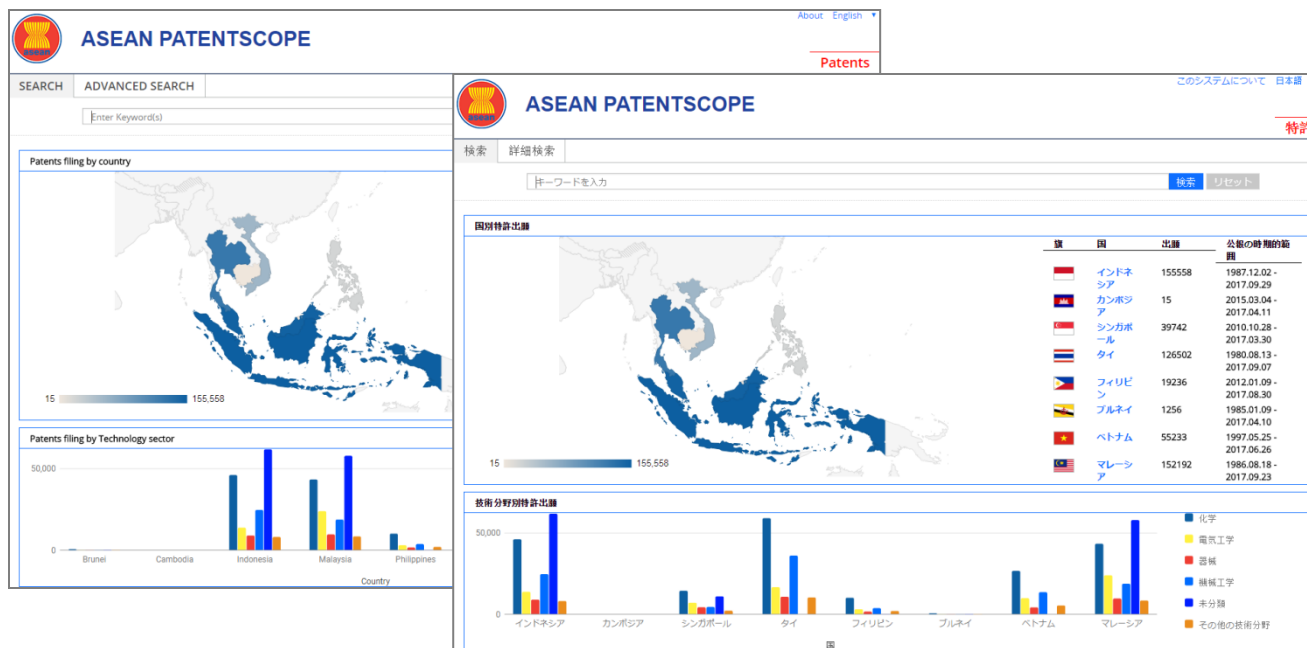 About English ▼
asean
ASEAN PATENTSCOPE
Patents
SEARCH ADVANCED SEARCH
Enter Keyword(s)
Patents filing by country
15 155,558
Patents filing by Technology sector
50,000
0
Brunei Cambodia Indonesia Malaysia Philippines
Country
このシステムについて 日本語
asean
ASEAN PATENTSCOPE
検索 詳細検索
キーワードを入力 検索 リセット
国別特許出願
旗 国 出願 公報の時期的範
囲
インドネ 155558 1987.12.02 -
シア 2017.09.29
カンボジ 15 2015.03.04 -
ア 2017.04.11
シンガポ 39742 2010.10.28 -
ール 2017.03.30
タイ 126502 1980.08.13 -
2017.09.07
フィリピ 19236 2012.01.09 -
ン 2017.08.30
ブルネイ 1256 1985.01.09 -
2017.04.10
ベトナム 55233 1997.05.25 -
2017.06.26
マレーシ 152192 1986.08.18 -
ア 2017.09.23
15 155,558
技術分野別特許出願
50,000
0
インドネシア カンボジア シンガポール タイ フィリピン ブルネイ ベトナム マレーシア
国
化学
電気工学
器械
機械工学
未分類
その他の技術分野